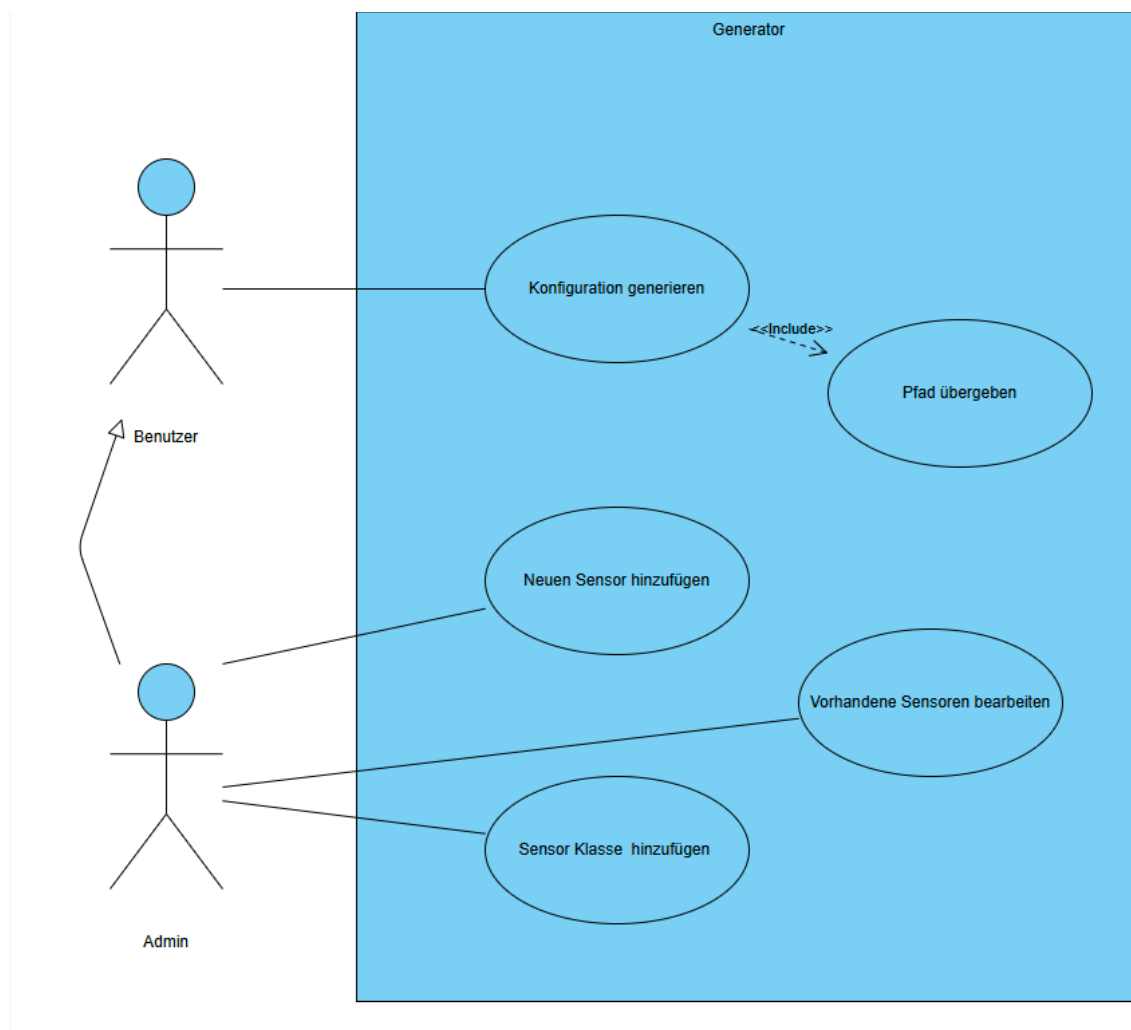 Generator
Konfiguration generieren
<<Include>>
Pfad übergeben
Benutzer
Neuen Sensor hinzufügen
Vorhandene Sensoren bearbeiten
Sensor Klasse  hinzufügen
Admin